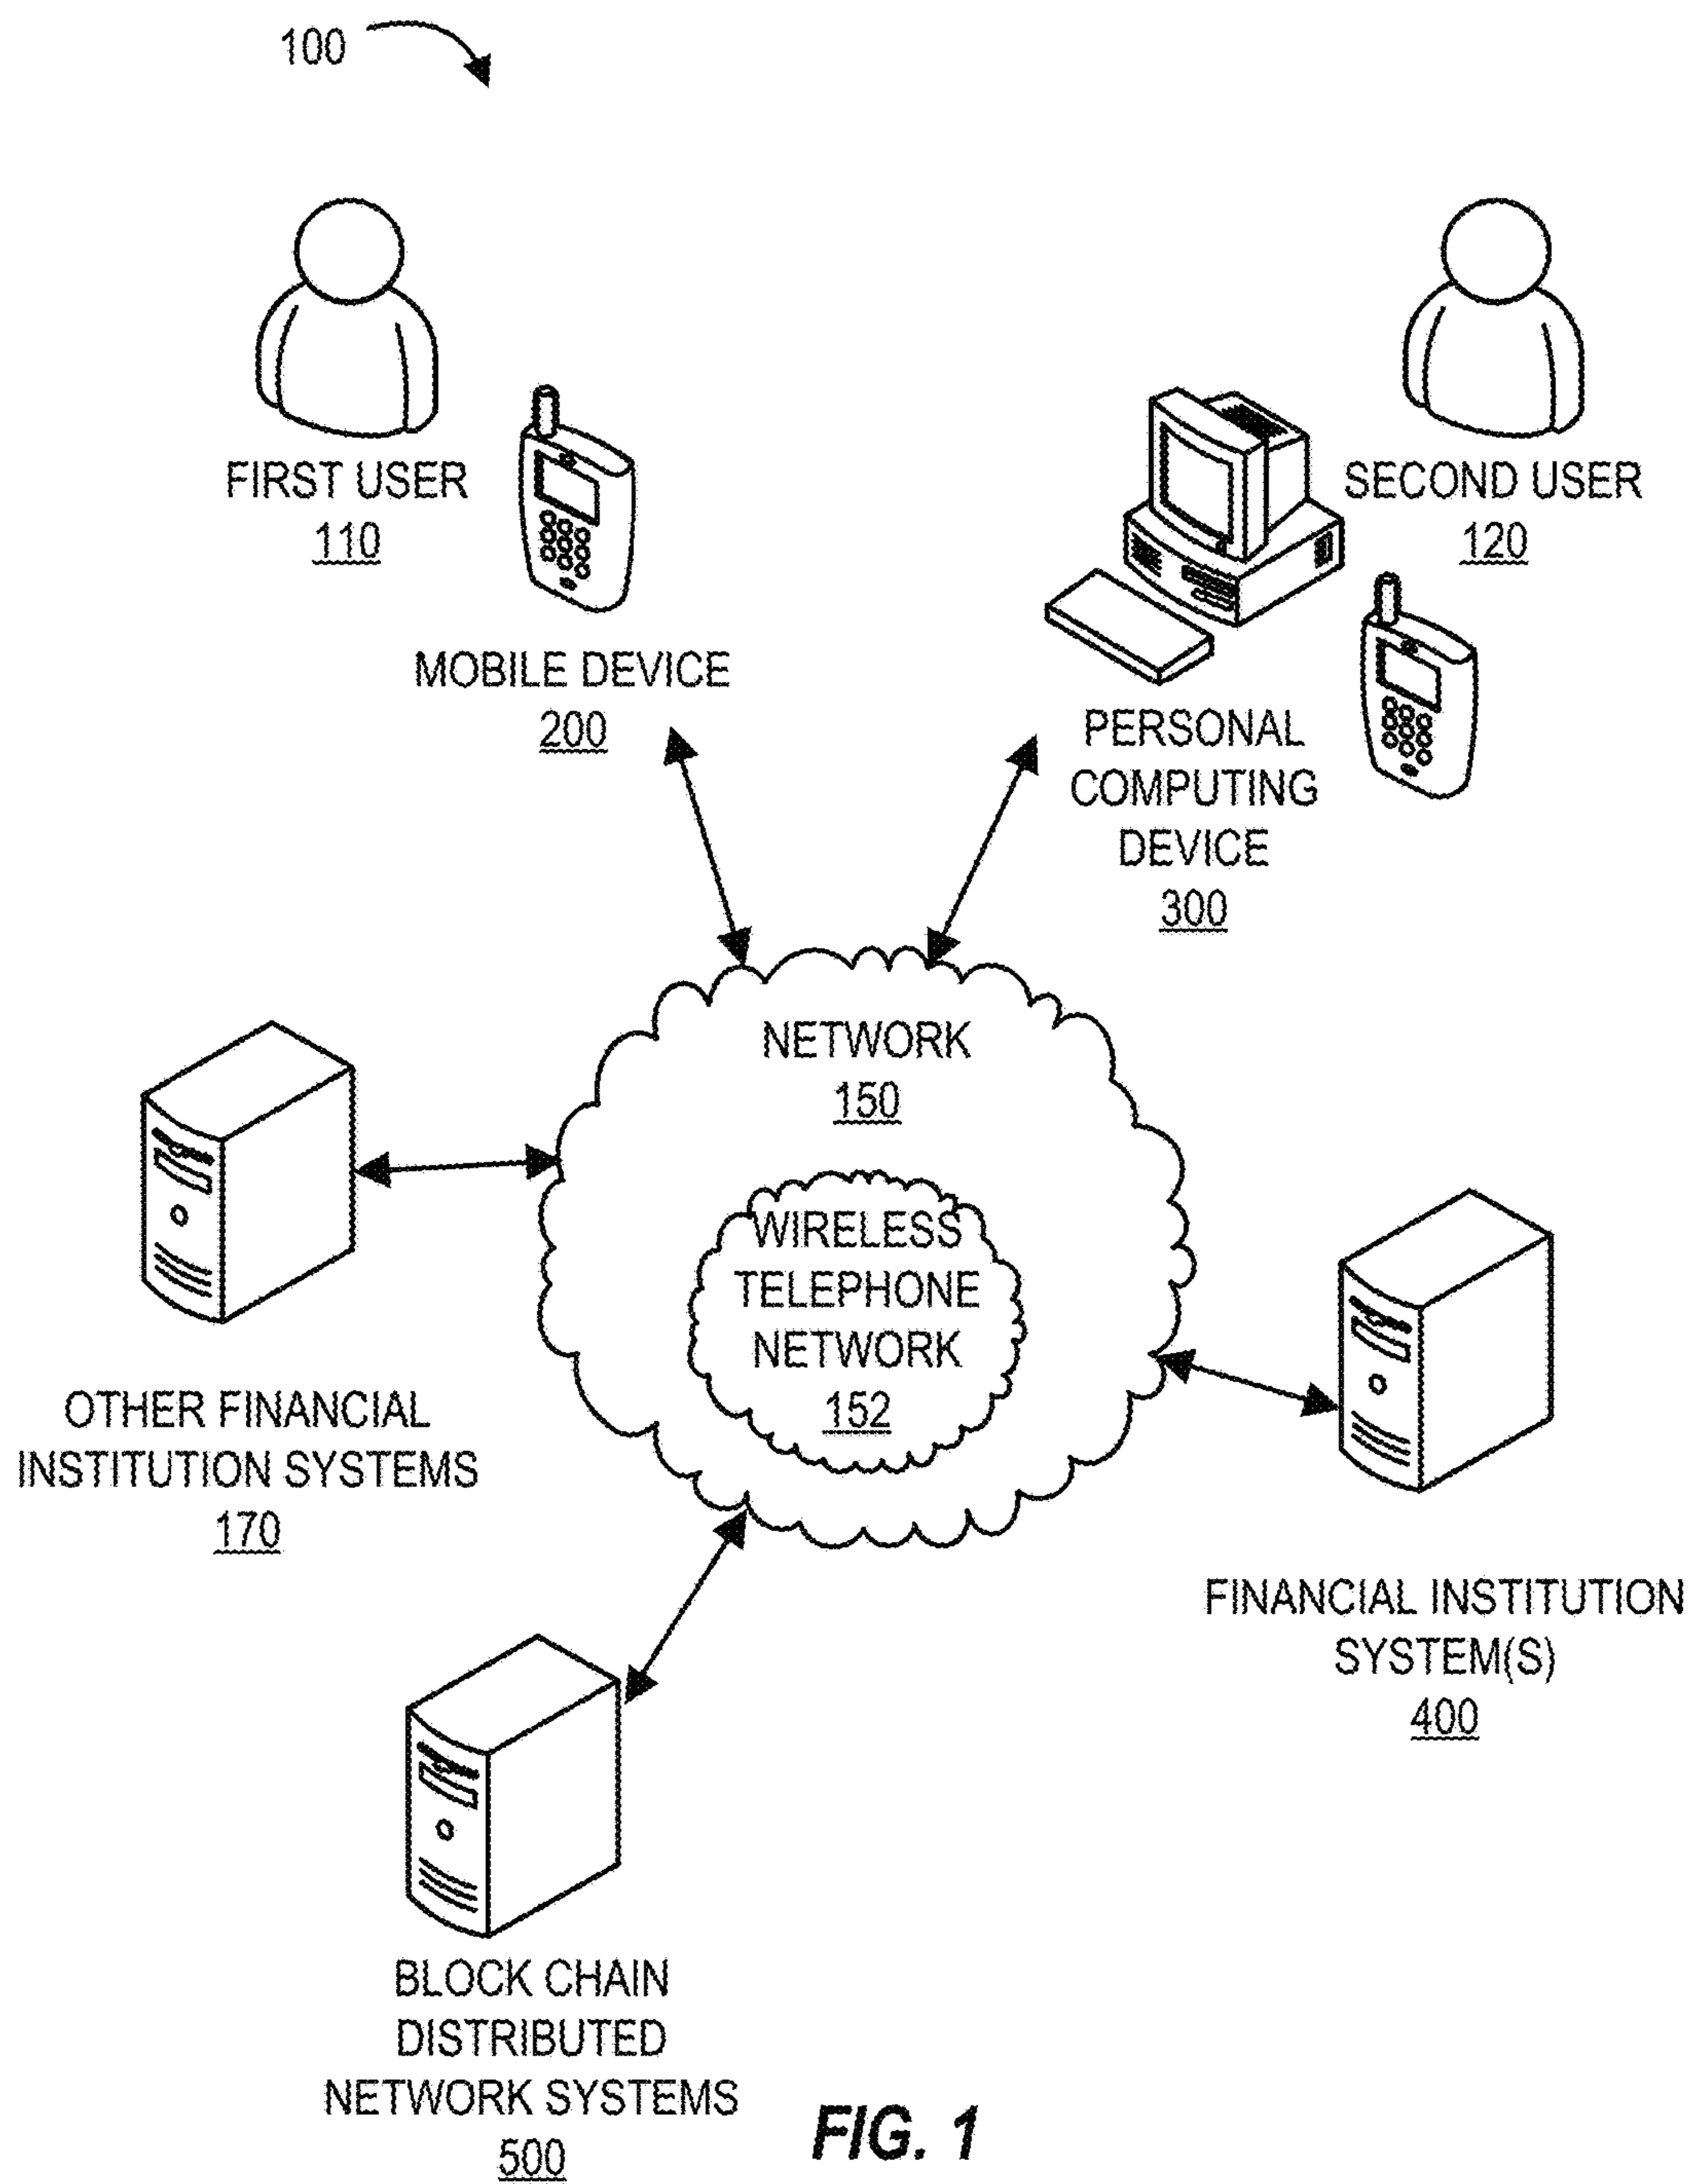 100
FIRST USER
110
SECOND USER
120
MOBILE DEVICE
200
PERSONAL
COMPUTING
DEVICE
300
NETWORK
150
WIRELESS
TELEPHONE
NETWORK
152
OTHER FINANCIAL
INSTITUTION SYSTEMS
170
FINANCIAL INSTITUTION
SYSTEM(S)
400
BLOCK CHAIN
DISTRIBUTED
NETWORK SYSTEMS
500
FIG. 1